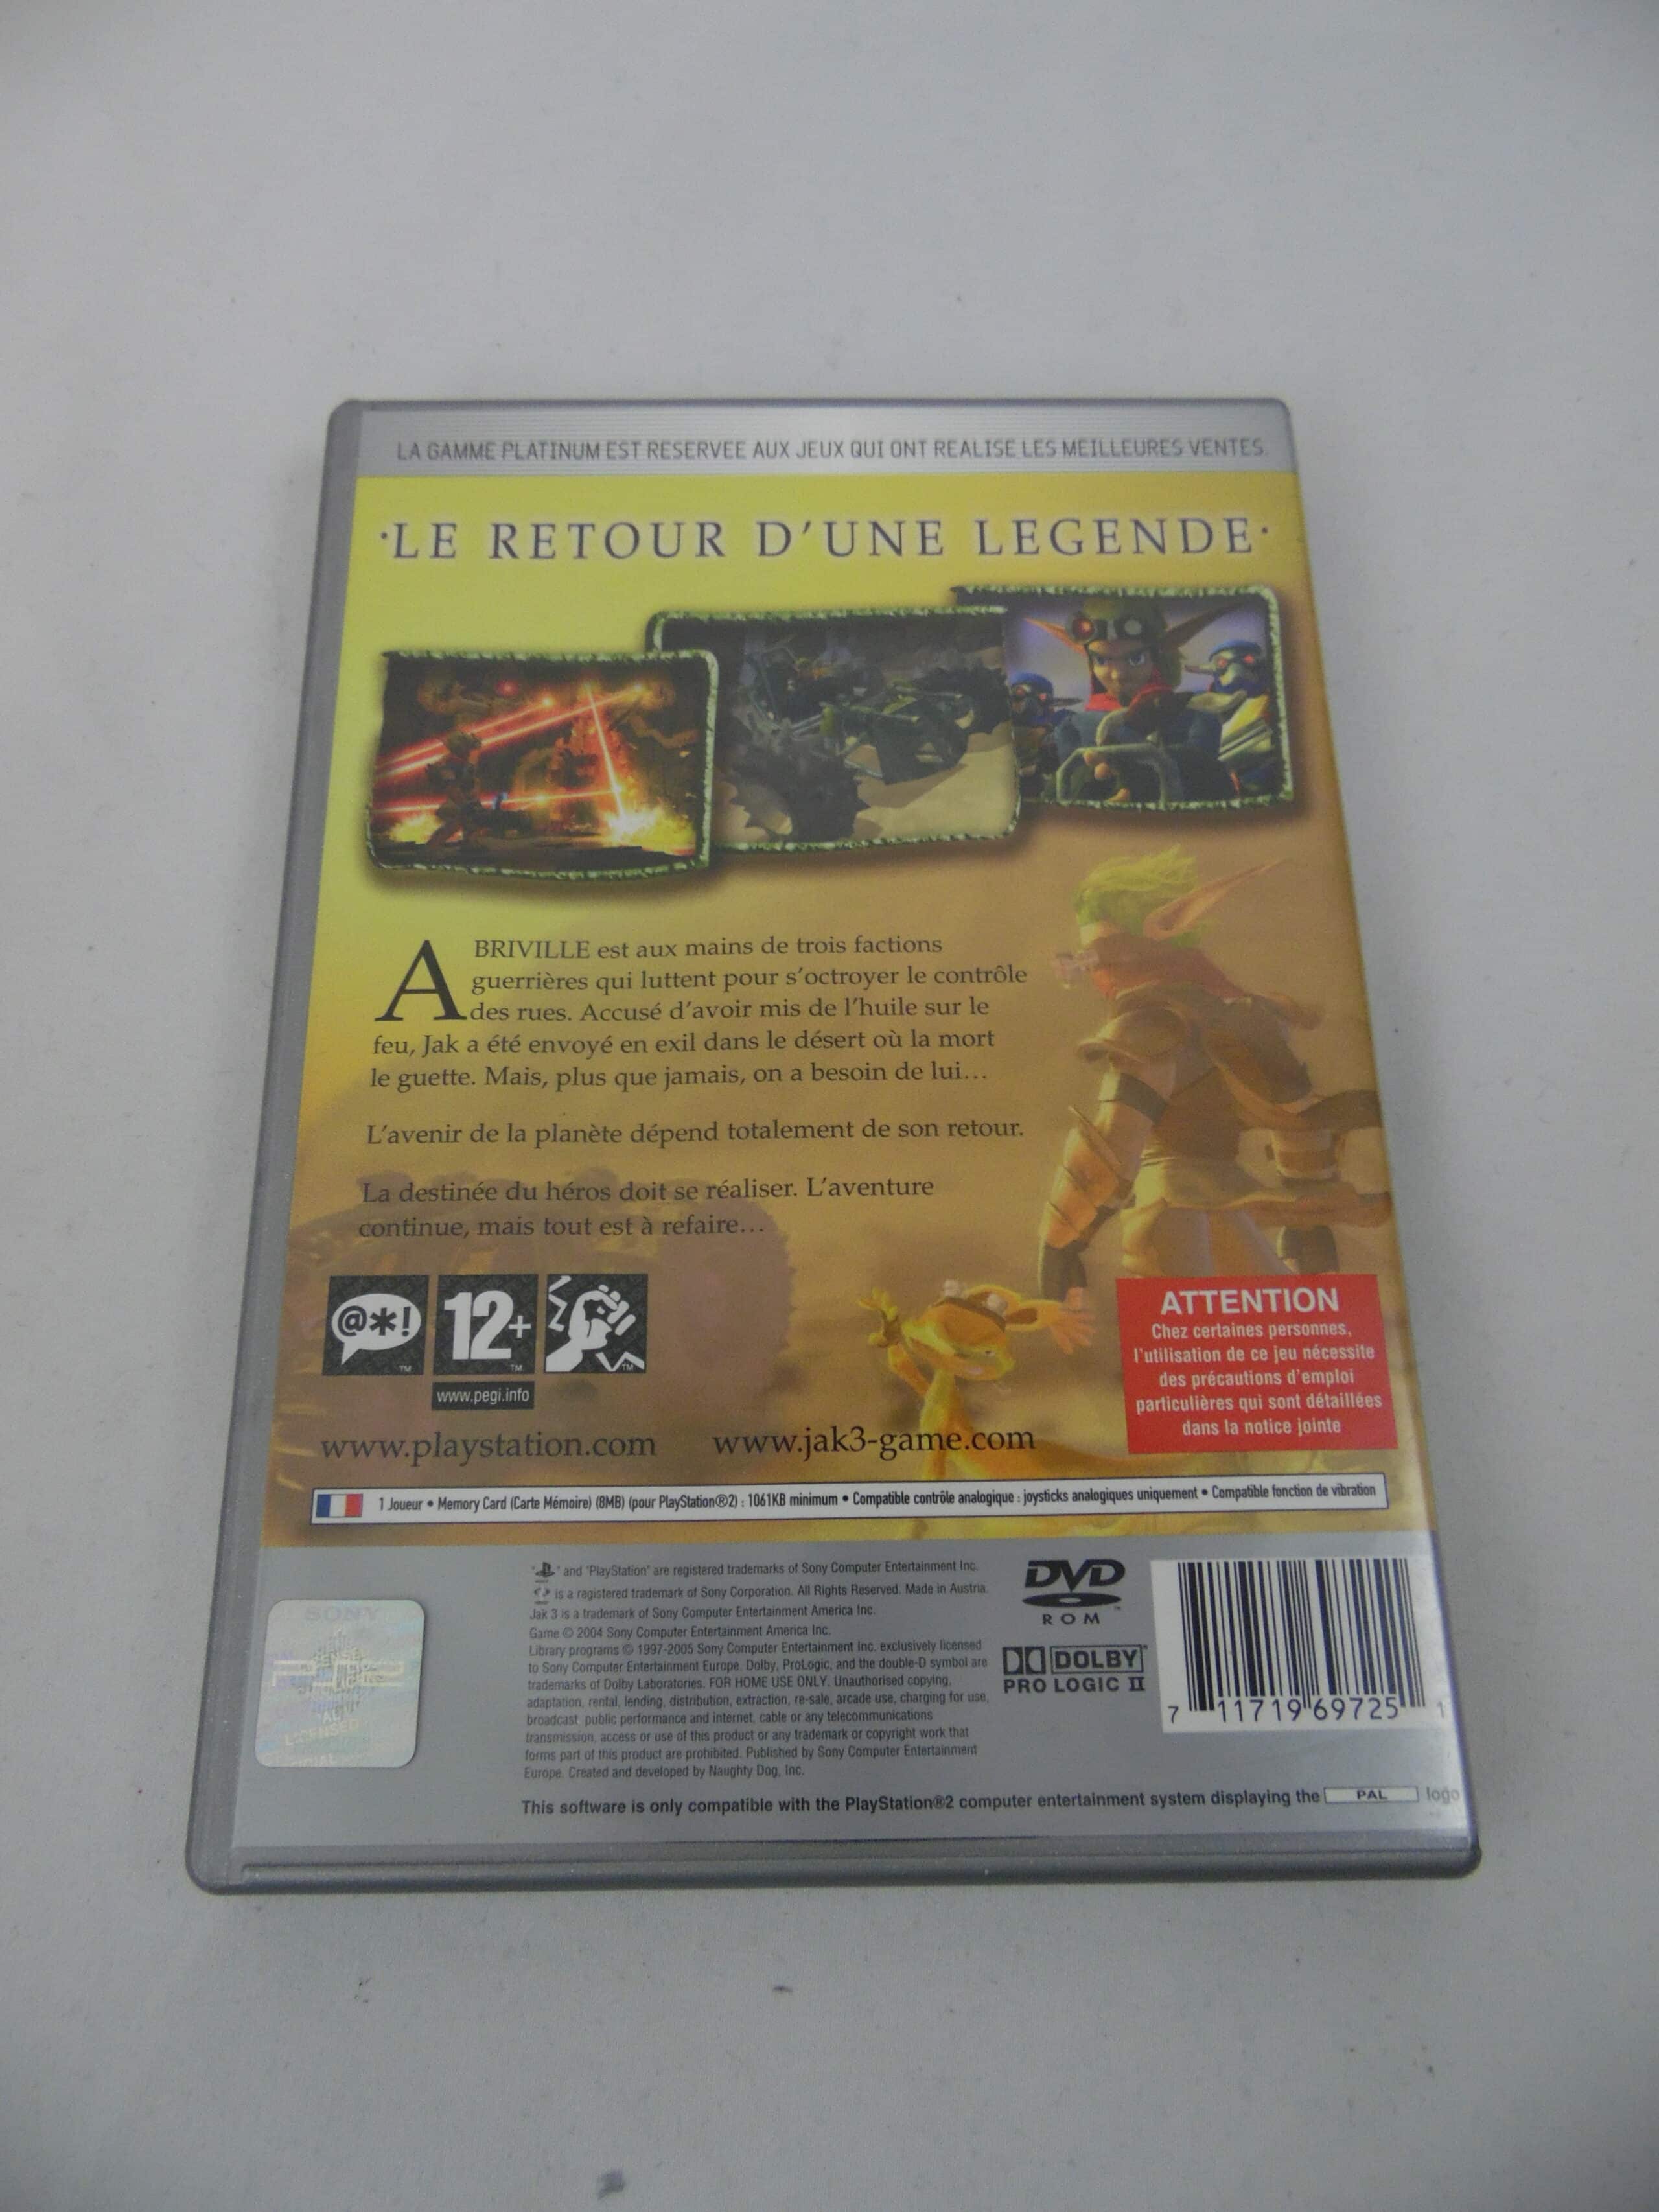 LA GAMME PLATINUM EST RESERVEE AUX JEUX QUI ONT REALISE LES MEILLEURES VENTES.
·LE RETOUR D'UNE LEGENDE·
ABRIVILLE est aux mains de trois factions
guerrières qui luttent pour s'octroyer le contrôle
des rues. Accusé d'avoir mis de l'huile sur le
feu, Jak a été envoyé en exil dans le désert où la mort
le guette. Mais, plus que jamais, on a besoin de lui…
L'avenir de la planète dépend totalement de son retour.
La destinée du héros doit se réaliser. L'aventure
continue, mais tout est à refaire…
@*!
TM
12+
TM
TM
www.pegi.info
ATTENTION
Chez certaines personnes,
l'utilisation de ce jeu nécessite
des précautions d'emploi
particulières qui sont détaillées
dans la notice jointe
www.playstation.com www.jak3-game.com
1 Joueur • Memory Card (Carte Mémoire) (8MB) (pour PlayStation®2) : 1061KB minimum • Compatible contrôle analogique : joysticks analogiques uniquement • Compatible fonction de vibration
" " and "PlayStation" are registered trademarks of Sony Computer Entertainment Inc.
" " is a registered trademark of Sony Corporation. All Rights Reserved. Made in Austria.
Jak 3 is a trademark of Sony Computer Entertainment America Inc.
Game © 2004 Sony Computer Entertainment America Inc.
Library programs © 1997-2005 Sony Computer Entertainment Inc. exclusively licensed
to Sony Computer Entertainment Europe. Dolby, ProLogic, and the double-D symbol are
trademarks of Dolby Laboratories. FOR HOME USE ONLY. Unauthorised copying,
adaptation, rental, lending, distribution, extraction, re-sale, arcade use, charging for use,
broadcast, public performance and internet, cable or any telecommunications
transmission, access or use of this product or any trademark or copyright work that
forms part of this product are prohibited. Published by Sony Computer Entertainment
Europe. Created and developed by Naughty Dog, Inc.
DVD
ROM
DOLBY
PRO LOGIC II
7 11719 69725 1
SONY
LICENSED
This software is only compatible with the PlayStation®2 computer entertainment system displaying the PAL logo